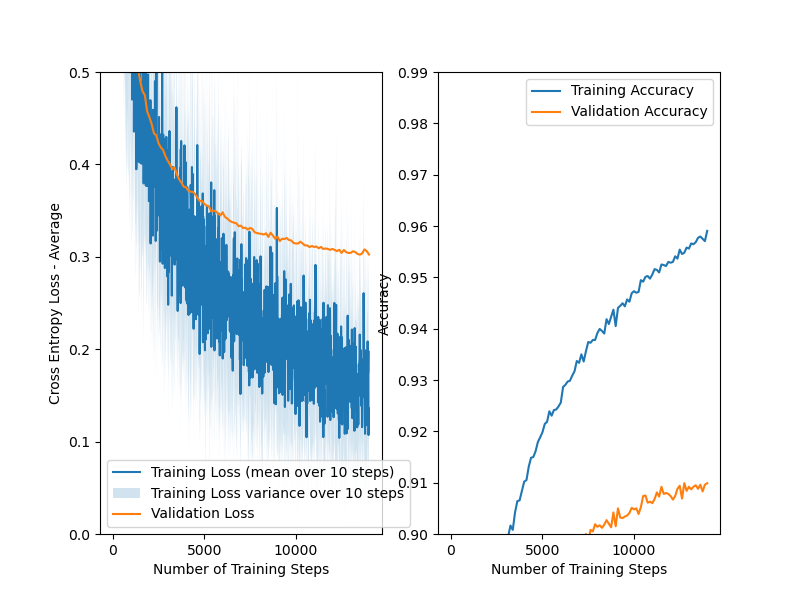 0.5
0.4
0.3
0.2
0.1
0.0
Cross Entropy Loss - Average
0
5000
10000
Number of Training Steps
Training Loss (mean over 10 steps)
Training Loss variance over 10 steps
Validation Loss
0.99
0.98
0.97
0.96
0.95
0.94
0.93
0.92
0.91
0.90
Accuracy
0
5000
10000
Number of Training Steps
Training Accuracy
Validation Accuracy